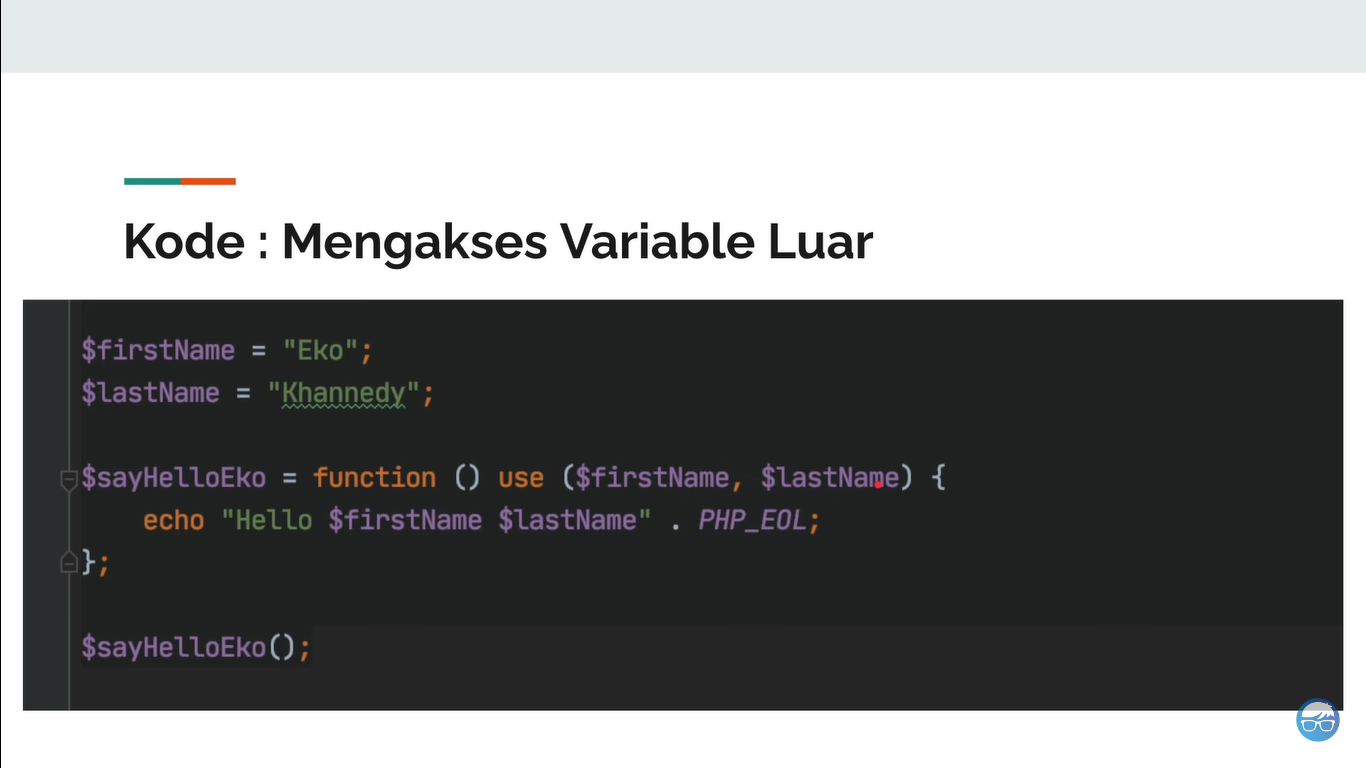 Kode : Mengakses Variable Luar
$firstName = "Eko";
$lastName = "Khannedy";
$sayHelloEko = function () use ($firstName, $lastName) {
echo "Hello $firstName $lastName" . PHP_EOL;
};
$sayHelloEko();